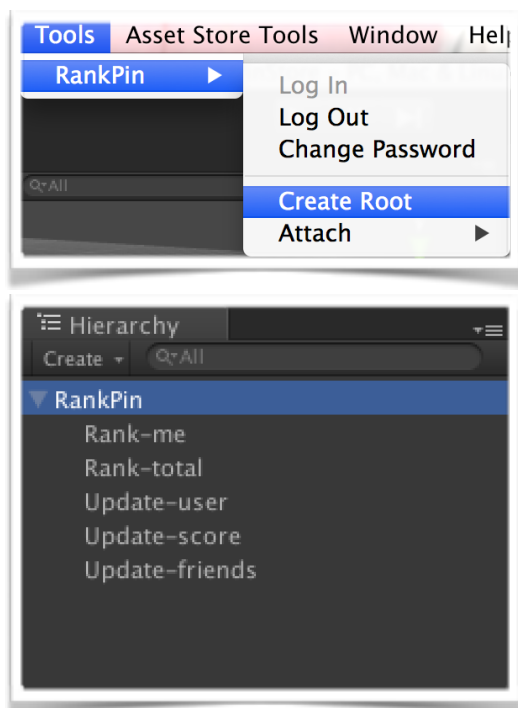 Tools Asset Store Tools Window Help
RankPin
Log In
Log Out
Change Password
All
Create Root
Attach
Hierarchy
Create All
RankPin
Rank-me
Rank-total
Update-user
Update-score
Update-friends